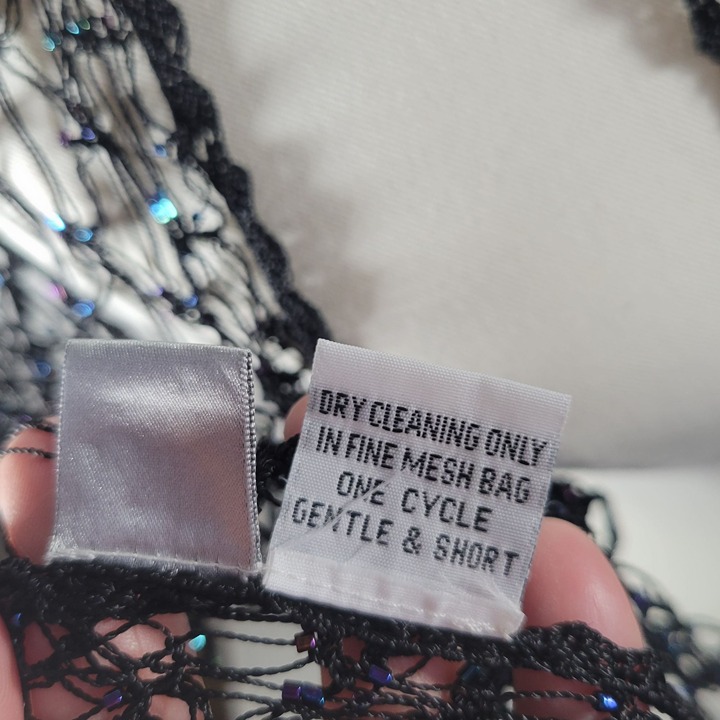 DRY CLEANING ONLY
IN FINE MESH BAG
ONE CYCLE
GENTLE & SHORT